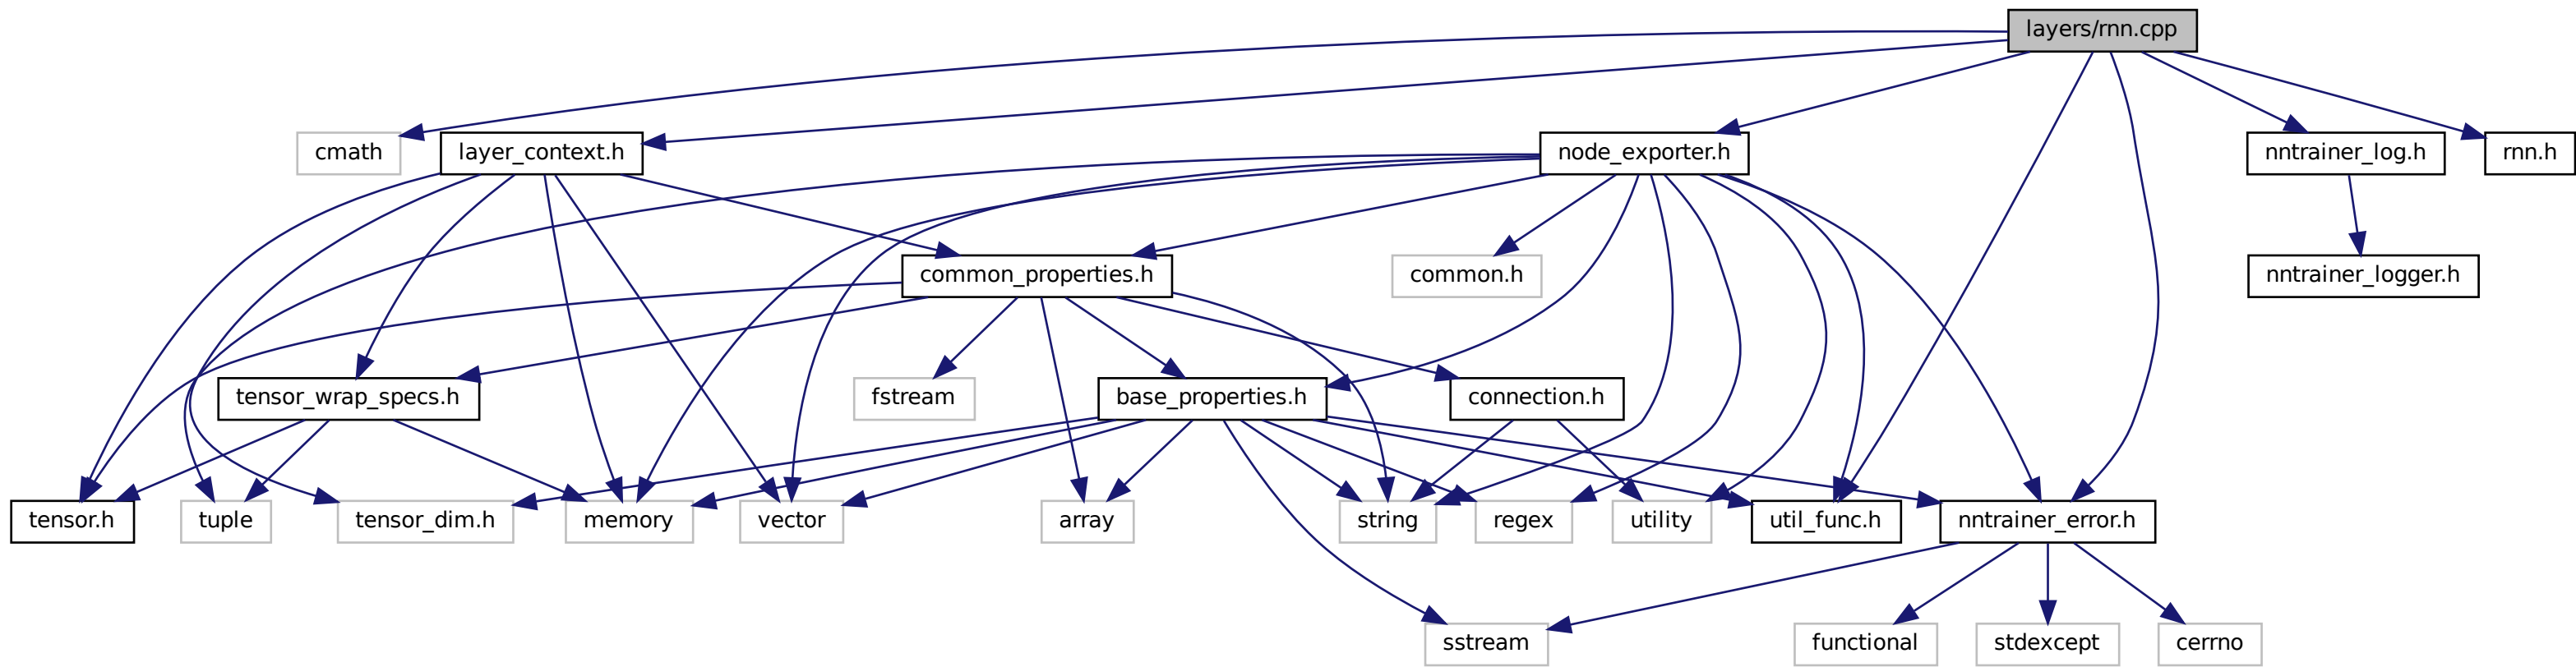 layers/rnn.cpp
cmath
layer_context.h
node_exporter.h
nntrainer_log.h
rnn.h
common_properties.h
common.h
nntrainer_logger.h
tensor_wrap_specs.h
fstream
base_properties.h
connection.h
tensor.h
tuple
tensor_dim.h
memory
vector
array
string
regex
utility
util_func.h
nntrainer_error.h
sstream
functional
stdexcept
cerrno